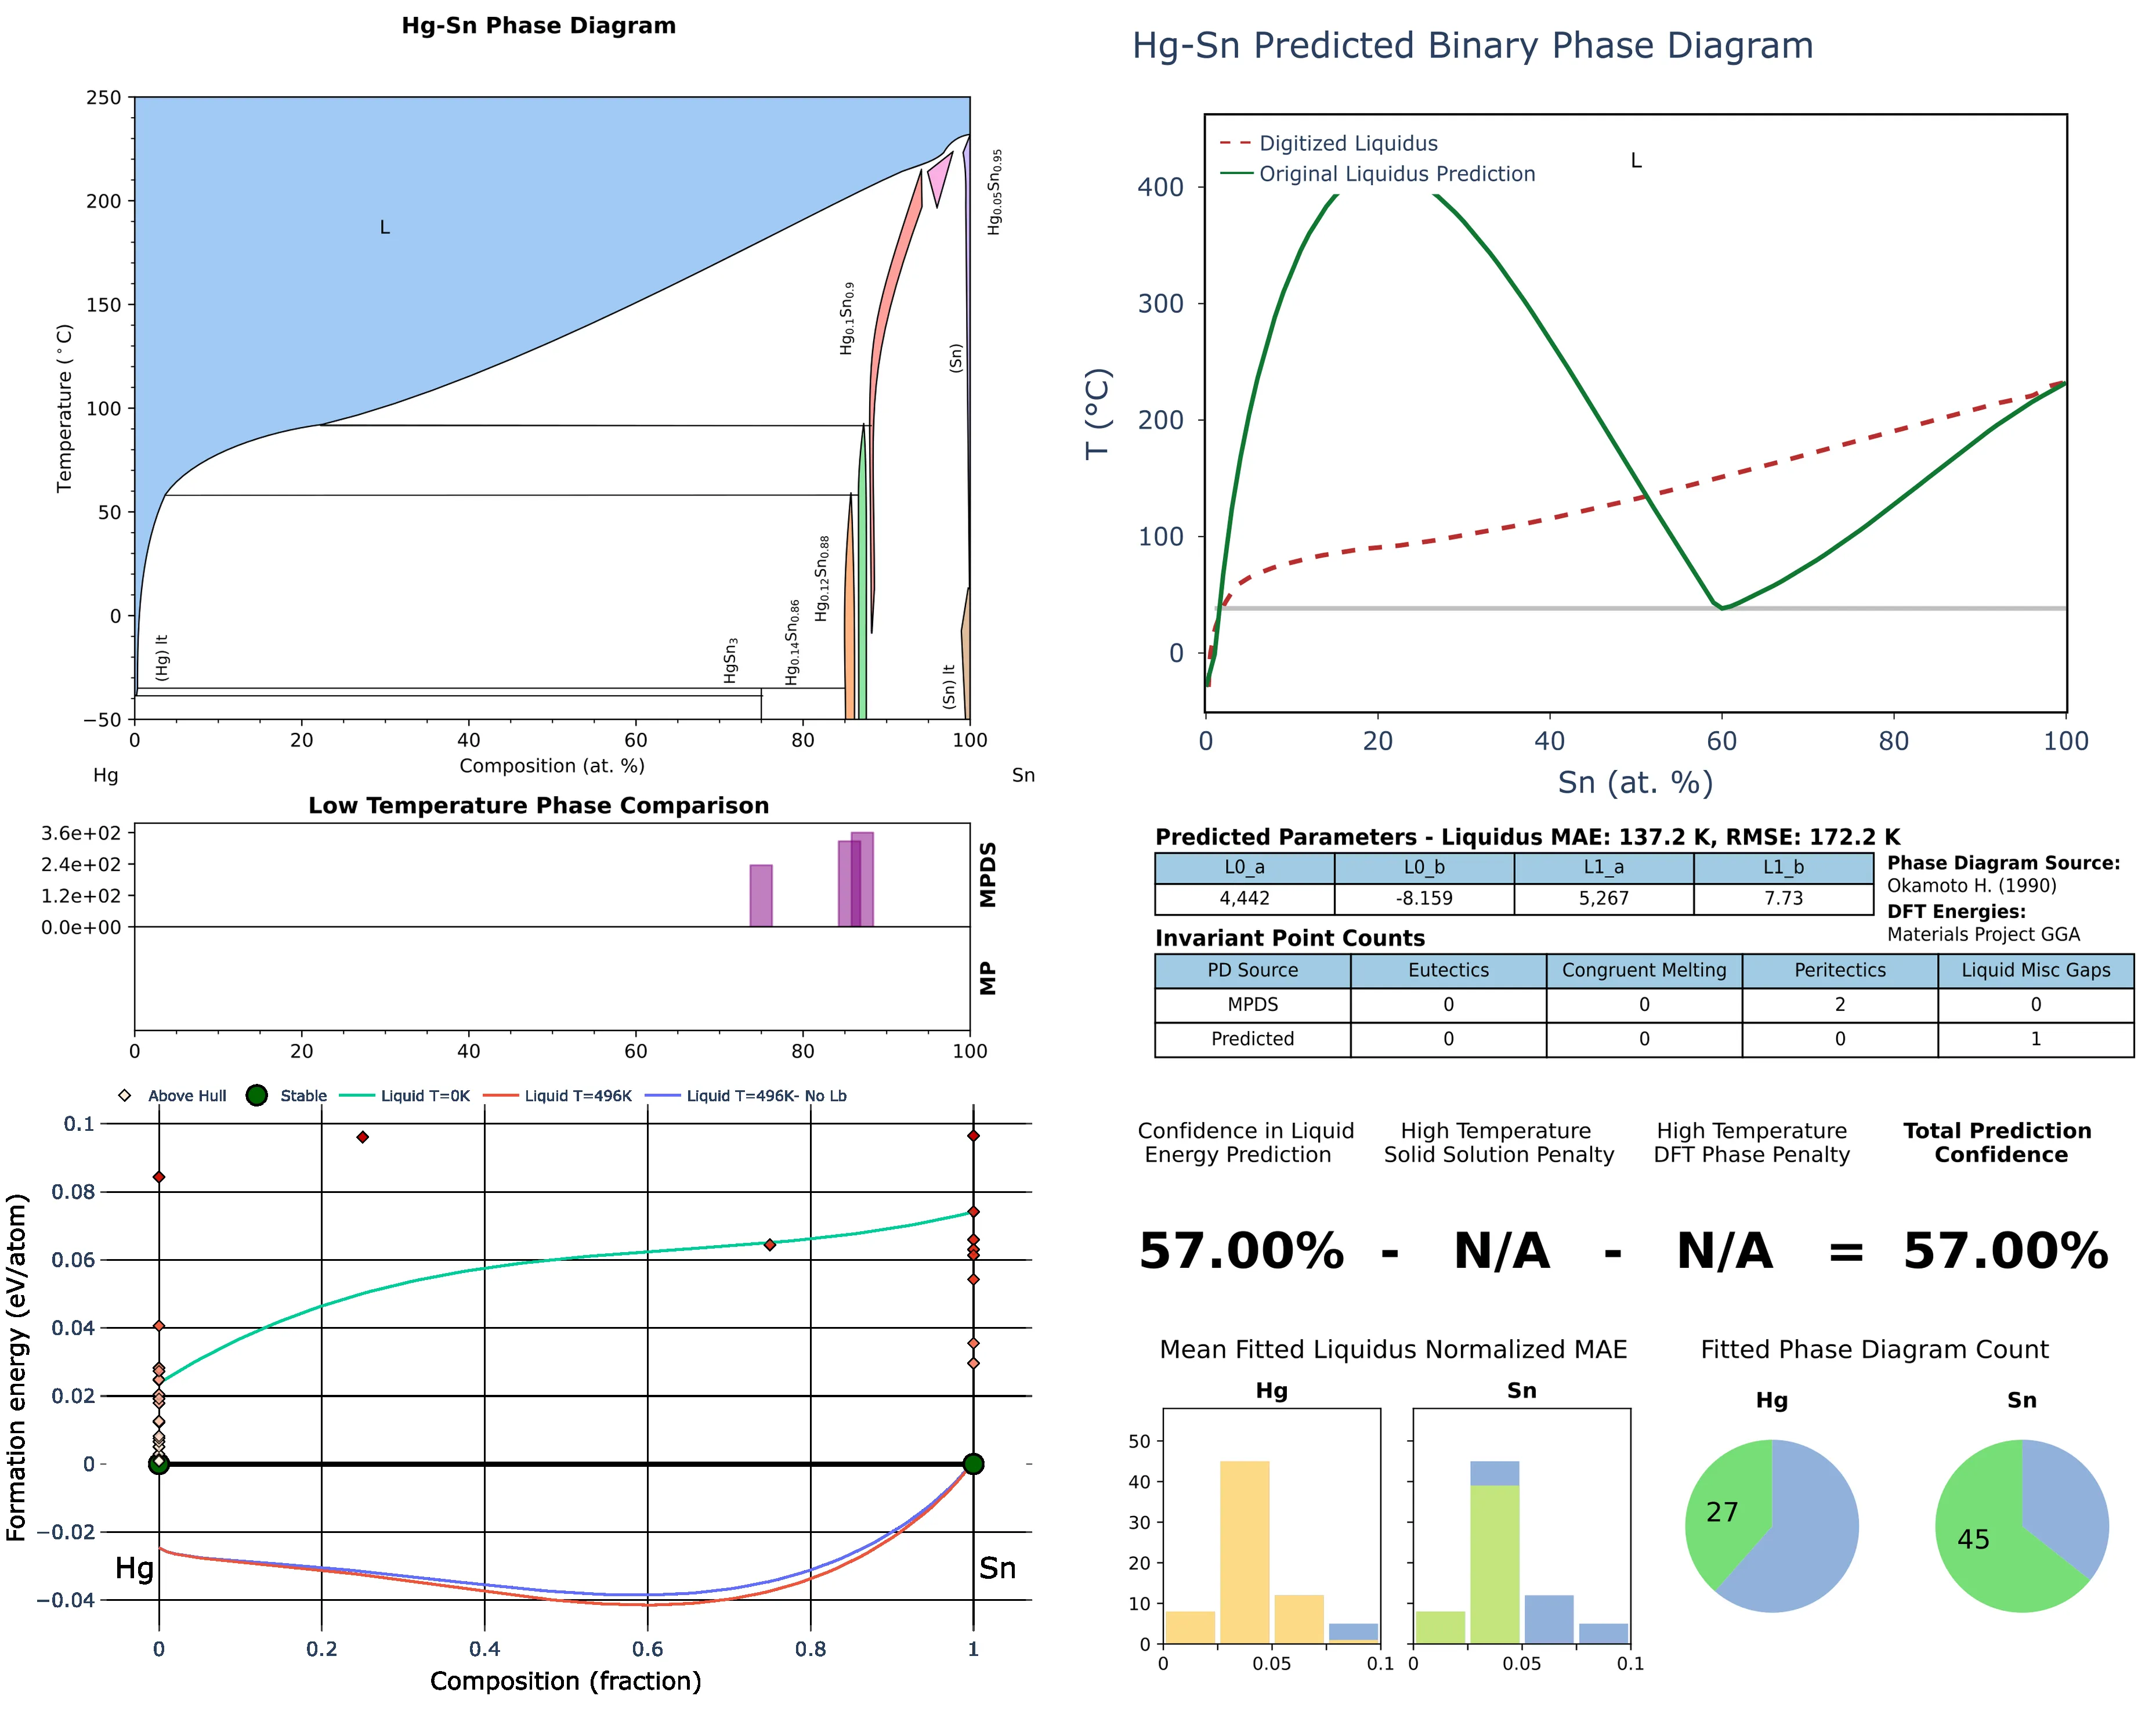 Hg-Sn Phase Diagram
250
200
150
100
50
0
−50
Temperature (°C)
L
(Hg) lt
HgSn3
Hg0.14Sn0.86
Hg0.12Sn0.88
Hg0.1Sn0.9
(Sn)
(Sn) lt
Hg0.05Sn0.95
0 20 40 60 80 100
Composition (at. %)
Hg Sn
Low Temperature Phase Comparison
3.6e+02
2.4e+02
1.2e+02
0.0e+00
MPDS
MP
0 20 40 60 80 100
Above Hull Stable Liquid T=0K Liquid T=496K Liquid T=496K- No Lb
0.1
0.08
0.06
0.04
0.02
0
−0.02
−0.04
Formation energy (eV/atom)
Hg Sn
0 0.2 0.4 0.6 0.8 1
Composition (fraction)
Hg-Sn Predicted Binary Phase Diagram
Digitized Liquidus
Original Liquidus Prediction
L
400
300
200
100
0
T (°C)
0 20 40 60 80 100
Sn (at. %)
Predicted Parameters - Liquidus MAE: 137.2 K, RMSE: 172.2 K
L0_a L0_b L1_a L1_b
4,442 -8.159 5,267 7.73
Phase Diagram Source:
Okamoto H. (1990)
DFT Energies:
Materials Project GGA
Invariant Point Counts
PD Source Eutectics Congruent Melting Peritectics Liquid Misc Gaps
MPDS 0 0 2 0
Predicted 0 0 0 1
Confidence in Liquid
Energy Prediction
High Temperature
Solid Solution Penalty
High Temperature
DFT Phase Penalty
Total Prediction
Confidence
57.00% - N/A - N/A = 57.00%
Mean Fitted Liquidus Normalized MAE
Hg Sn
50
40
30
20
10
0
0 0.05 0.1
0 0.05 0.1
Fitted Phase Diagram Count
Hg Sn
27
45